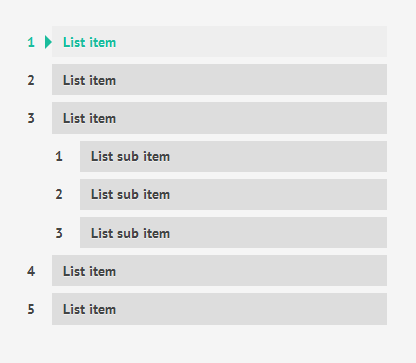 1 List item
2 List item
3 List item
1 List sub item
2 List sub item
3 List sub item
4 List item
5 List item